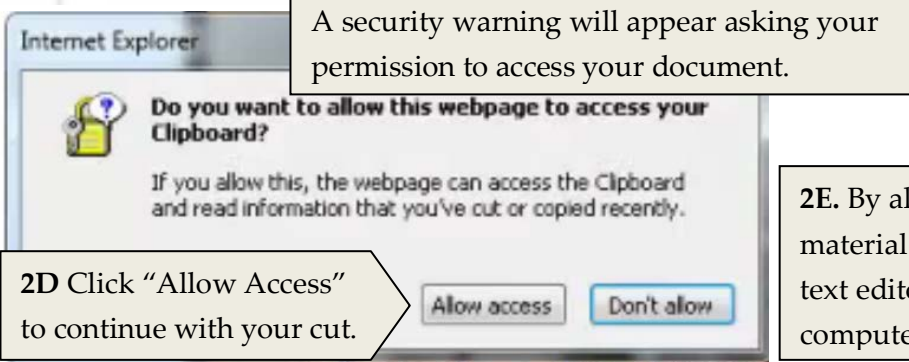 A security warning will appear asking your
permission to access your document.
Internet Explorer
Do you want to allow this webpage to access your
Clipboard?
If you allow this, the webpage can access the Clipboard
and read information that you've cut or copied recently.
2D Click “Allow Access”
to continue with your cut.
Allow access
Don't allow
2E. By
material
text